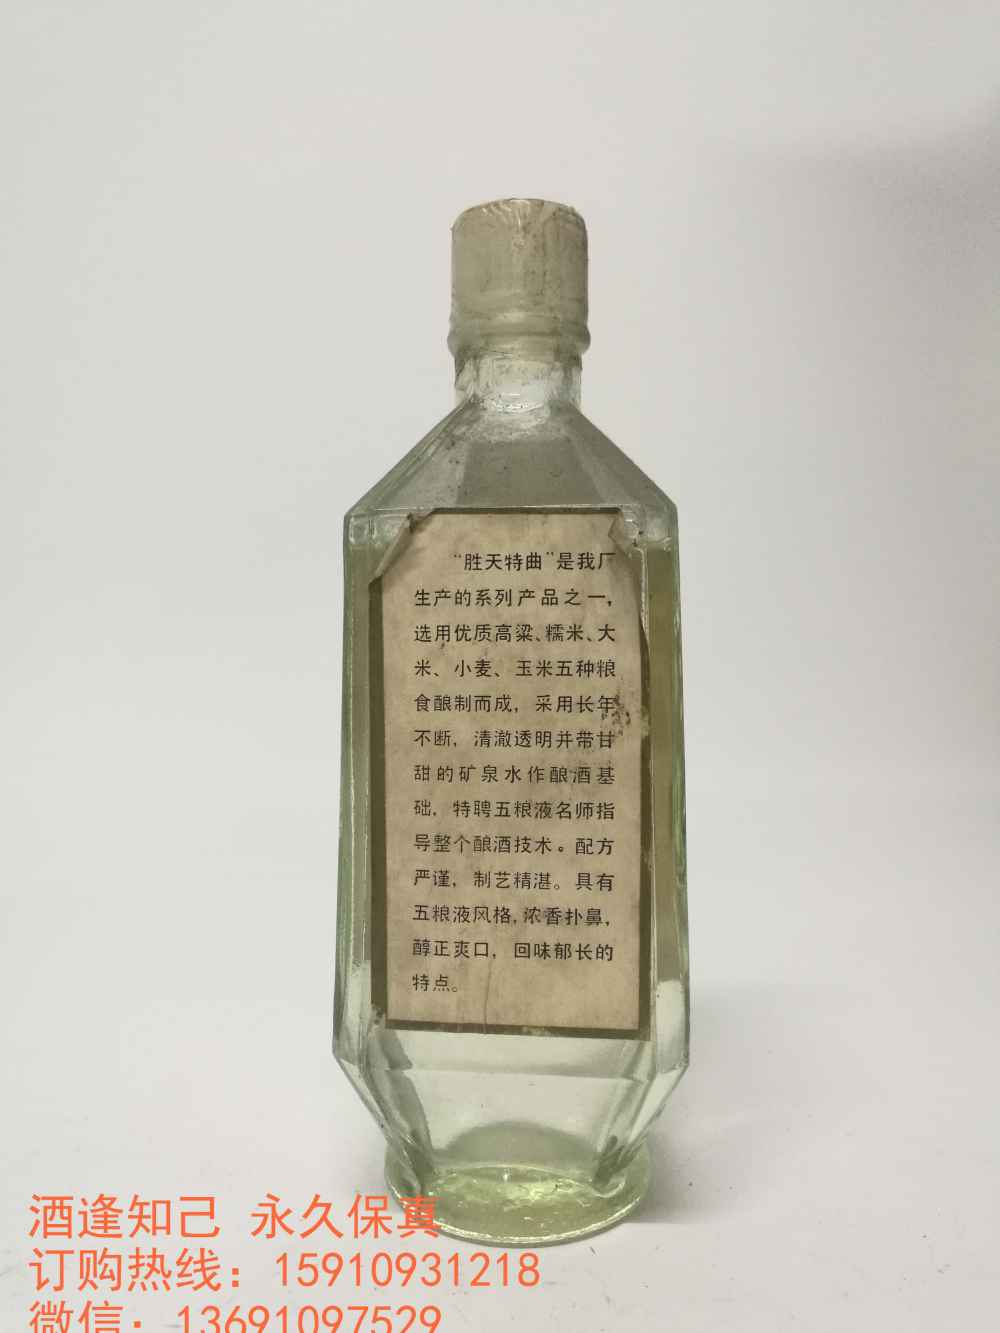 “胜天特曲”是我厂
生产的系列产品之一，
选用优质高粱、糯米、大
米、小麦、玉米五种粮
食酿制而成，采用长年
不断，清澈透明并带甘
甜的矿泉水作酿酒基
础，特聘五粮液名师指
导整个酿酒技术。配方
严谨，制艺精湛。具有
五粮液风格，浓香扑鼻，
醇正爽口，回味郁长的
特点。
酒逢知己 永久保真
订购热线：15910931218
微信：13691097529